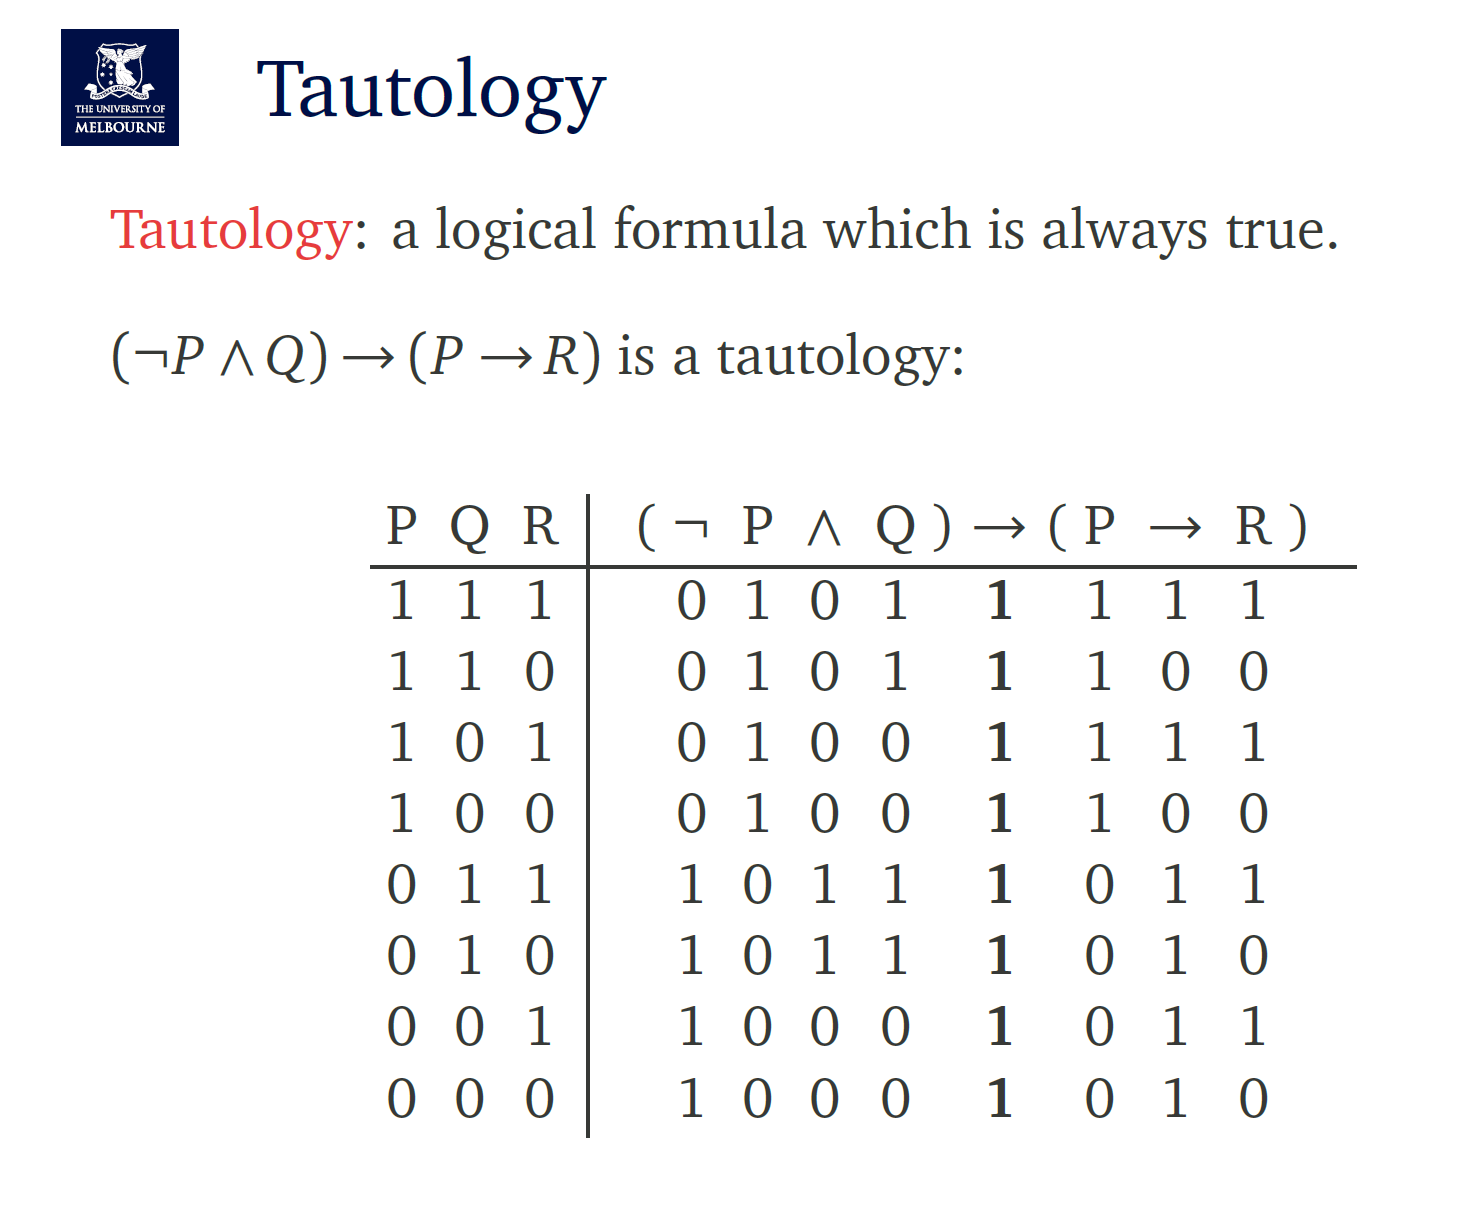 THE UNIVERSITY OF
MELBOURNE
Tautology
Tautology: a logical formula which is always true.
(¬P ∧ Q) → (P → R) is a tautology:
P Q R ( ¬ P ∧ Q ) → ( P → R )
1 1 1 0 1 0 1 1 1 1 1
1 1 0 0 1 0 1 1 1 0 0
1 0 1 0 1 0 0 1 1 1 1
1 0 0 0 1 0 0 1 1 0 0
0 1 1 1 0 1 1 1 0 1 1
0 1 0 1 0 1 1 1 0 1 0
0 0 1 1 0 0 0 1 0 1 1
0 0 0 1 0 0 0 1 0 1 0